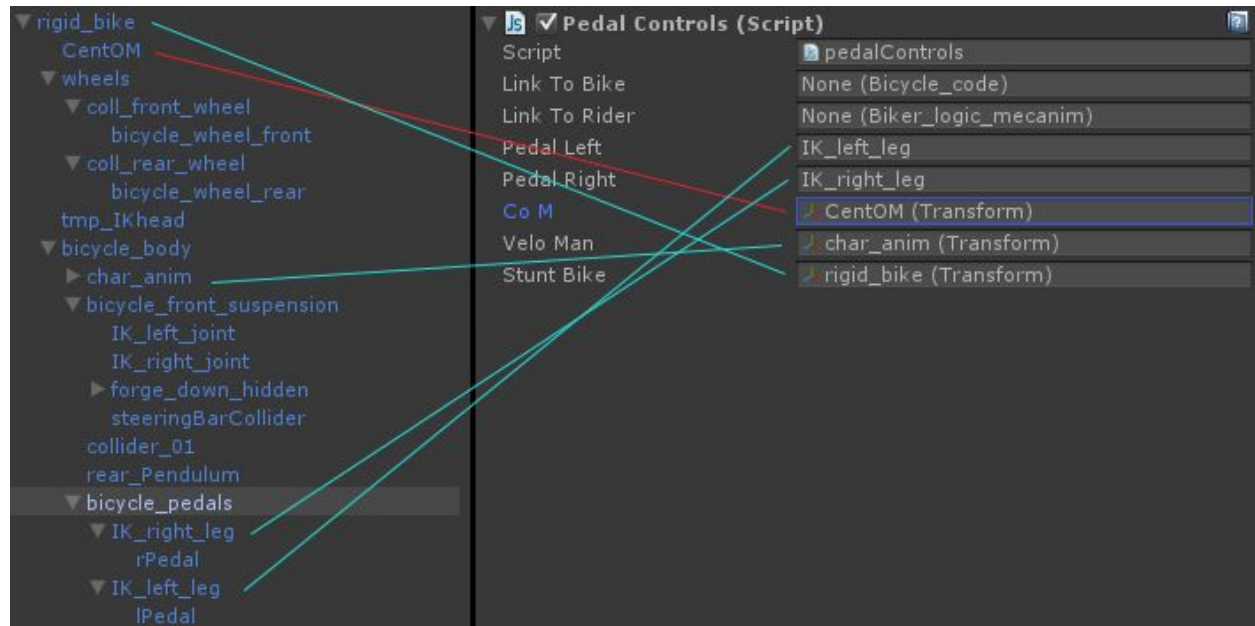 rigid_bike
CentOM
wheels
coll_front_wheel
bicycle_wheel_front
coll_rear_wheel
bicycle_wheel_rear
tmp_IKhead
bicycle_body
char_anim
bicycle_front_suspension
IK_left_joint
IK_right_joint
forge_down_hidden
steeringBarCollider
collider_01
rear_Pendulum
bicycle_pedals
IK_right_leg
rPedal
IK_left_leg
lPedal
Js Pedal Controls (Script)
Script pedalControls
Link To Bike None (Bicycle_code)
Link To Rider None (Biker_logic_mecanim)
Pedal Left IK_left_leg
Pedal Right IK_right_leg
Co M CentOM (Transform)
Velo Man char_anim (Transform)
Stunt Bike rigid_bike (Transform)